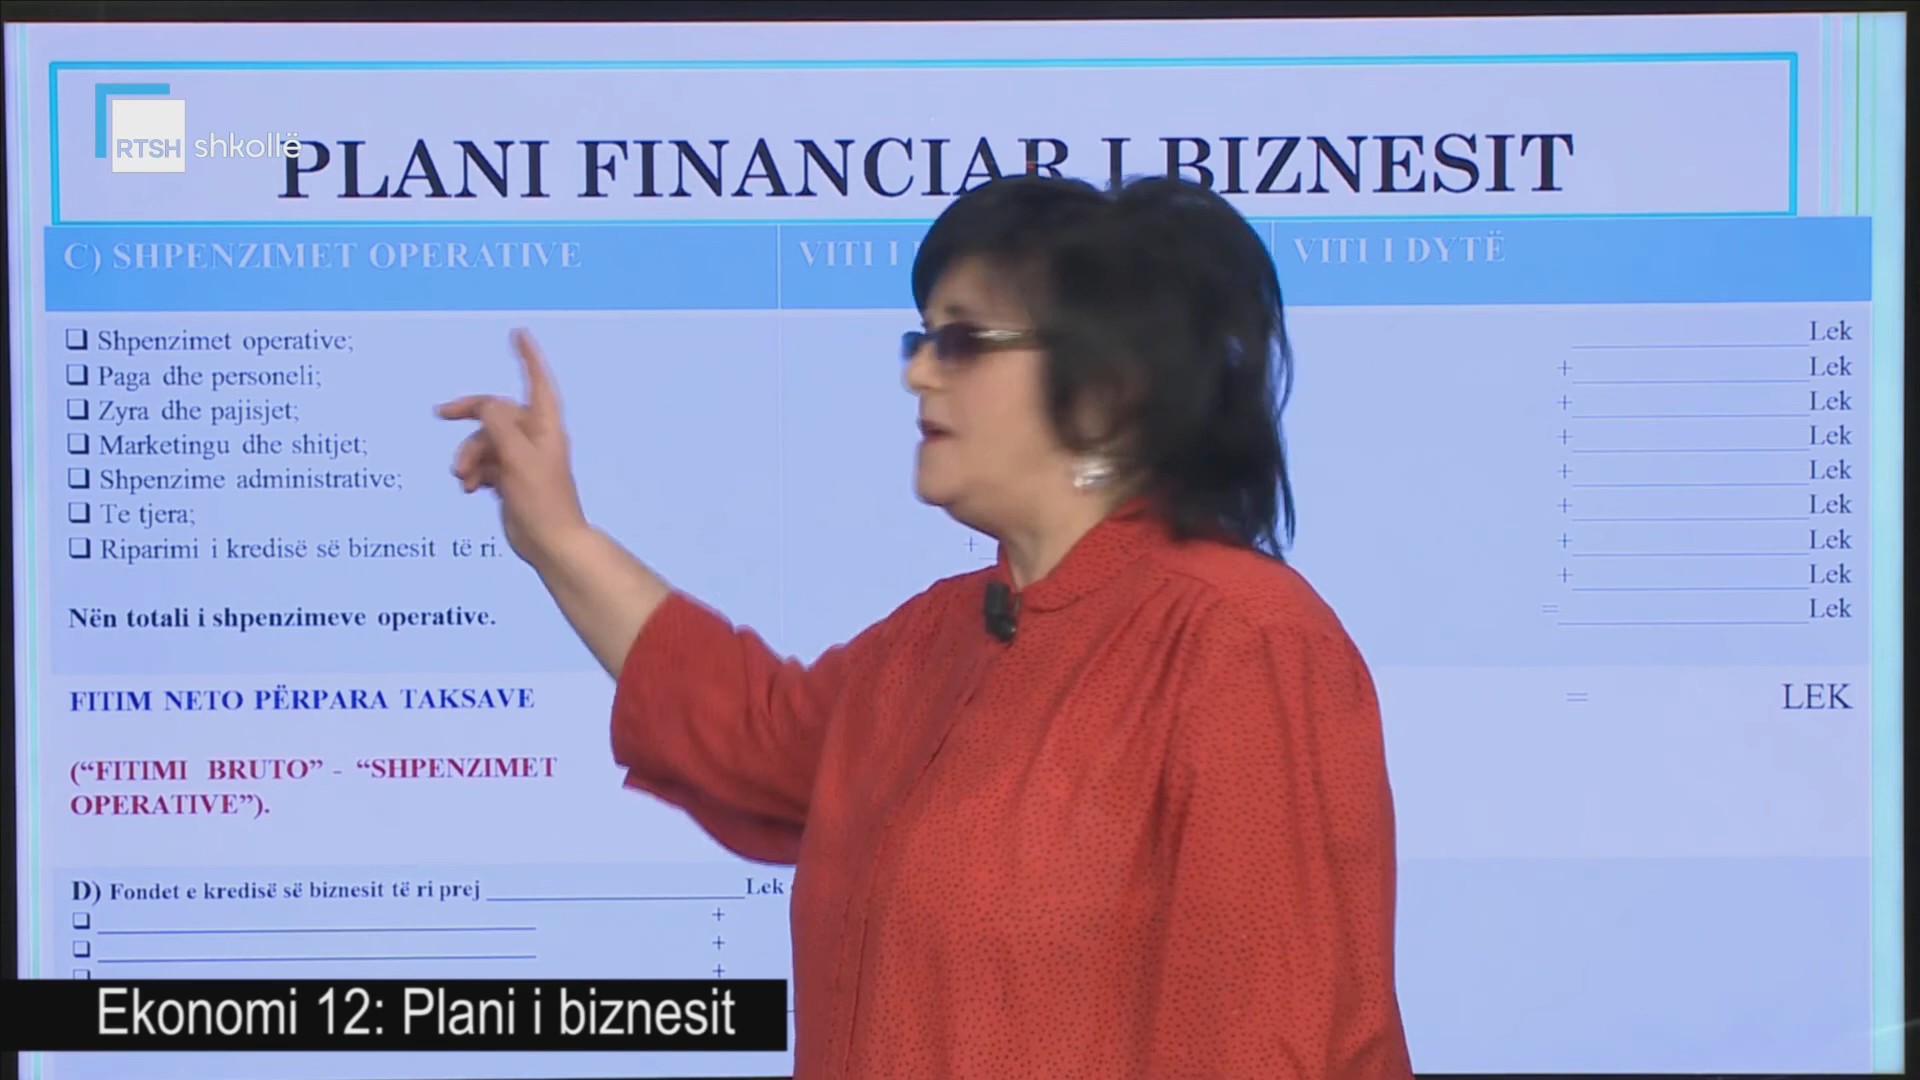 RTSH shkollë
PLANI FINANCIAR I BIZNESIT
C) SHPENZIMET OPERATIVE VITI I VITI I DYTË
❑ Shpenzimet operative; Lek
❑ Paga dhe personeli; + Lek
❑ Zyra dhe pajisjet; + Lek
❑ Marketingu dhe shitjet; + Lek
❑ Shpenzime administrative; + Lek
❑ Te tjera; + Lek
❑ Riparimi i kredisë së biznesit të ri. + + Lek
+ Lek
Nën totali i shpenzimeve operative. = Lek
FITIM NETO PËRPARA TAKSAVE = LEK
(“FITIMI BRUTO” - “SHPENZIMET
OPERATIVE”).
D) Fondet e kredisë së biznesit të ri prej Lek
❑ +
❑ +
❑ +
Ekonomi 12: Plani i biznesit